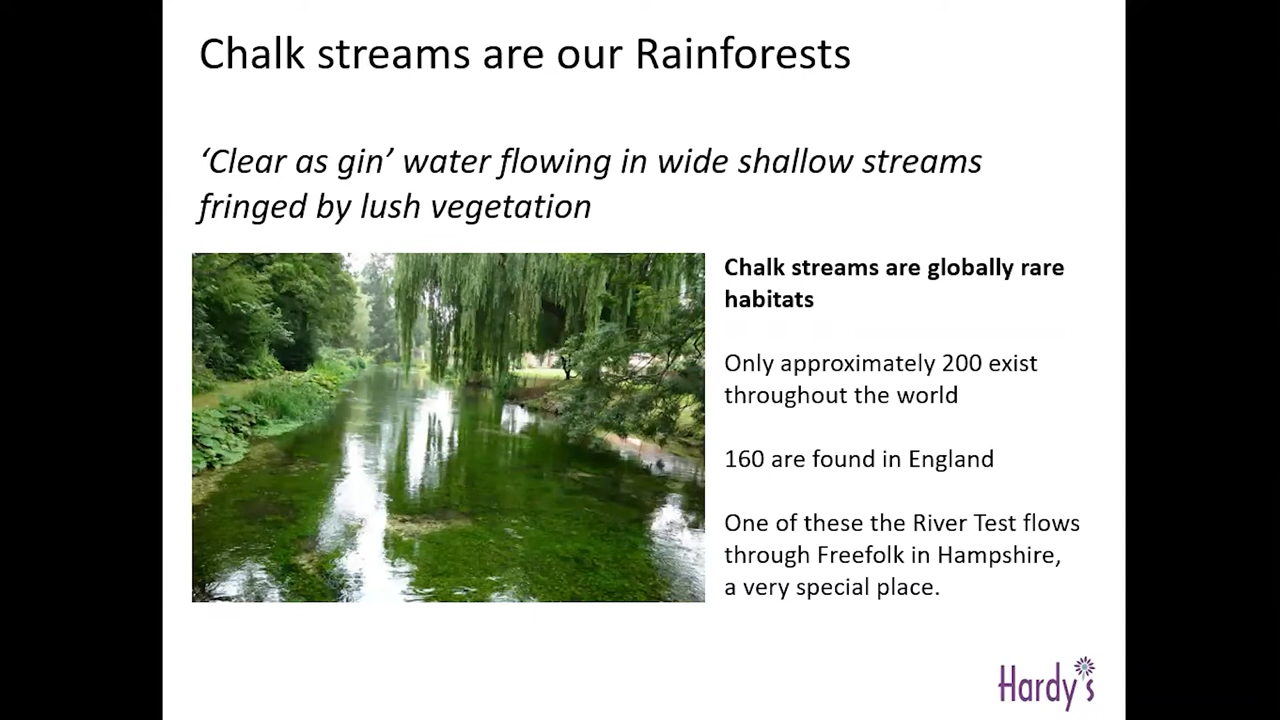 Chalk streams are our Rainforests
‘Clear as gin’ water flowing in wide shallow streams
fringed by lush vegetation
Chalk streams are globally rare
habitats
Only approximately 200 exist
throughout the world
160 are found in England
One of these the River Test flows
through Freefolk in Hampshire,
a very special place.
Hardy's